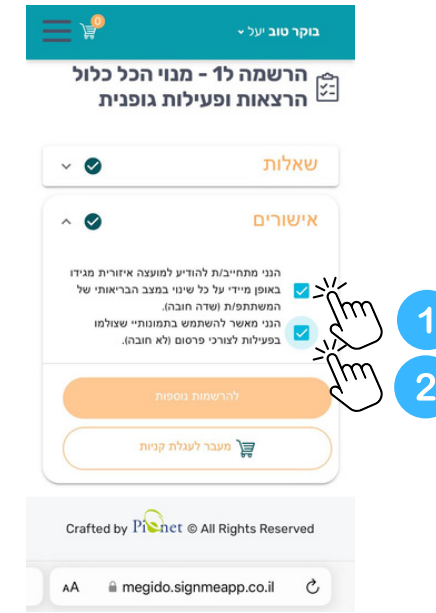 0
בוקר טוב יעל
הרשמה ל1 - מנוי הכל כלול
הרצאות ופעילות גופנית
שאלות
אישורים
הנני מתחייב/ת להודיע למועצה איזורית מגידו
באופן מיידי על כל שינוי במצב הבריאותי של
המשתתפ/ת (שדה חובה).
הנני מאשר להשתמש בתמונותיי שצולמו
בפעילות לצורכי פרסום (לא חובה).
1
2
להרשמות נוספות
מעבר לעגלת קניות
Crafted by Pionet © All Rights Reserved
AA megido.signmeapp.co.il